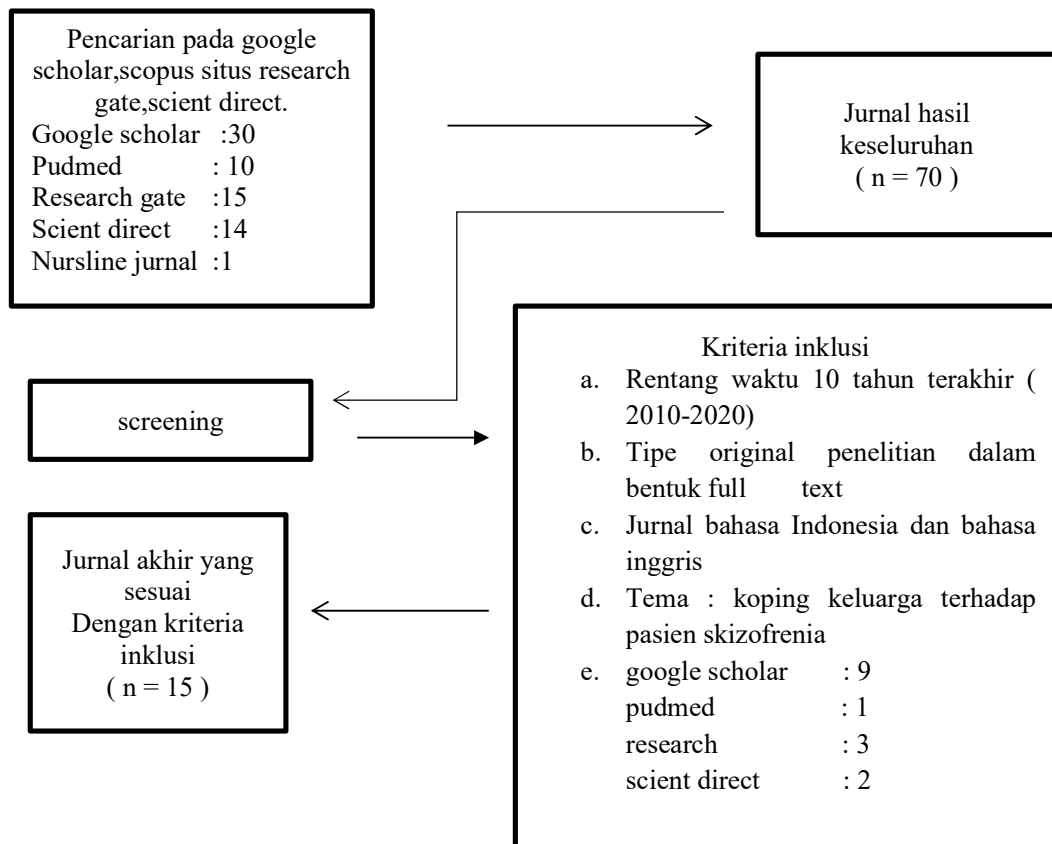 Pencarian pada google
scholar,scopus situs research
gate,scient direct.
Google scholar :30
Pudmed : 10
Research gate :15
Scient direct :14
Nursline jurnal :1
Jurnal hasil
keseluruhan
( n = 70 )
screening
Kriteria inklusi
a. Rentang waktu 10 tahun terakhir (
2010-2020)
b. Tipe original penelitian dalam
bentuk full text
c. Jurnal bahasa Indonesia dan bahasa
inggris
d. Tema : koping keluarga terhadap
pasien skizofrenia
e. google scholar : 9
pudmed : 1
research : 3
scient direct : 2
Jurnal akhir yang
sesuai
Dengan kriteria
inklusi
( n = 15 )